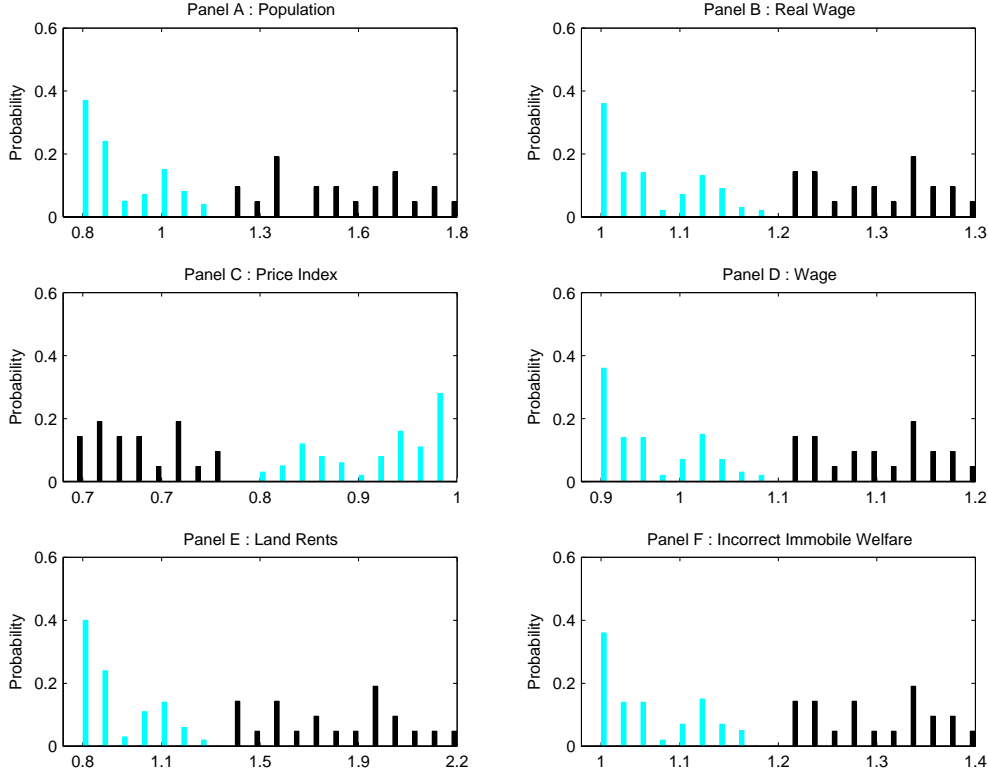 Panel A : Population
Probability
0.6
0.4
0.2
0
0.8 1 1.3 1.6 1.8
Panel B : Real Wage
Probability
0.6
0.4
0.2
0
1 1.1 1.2 1.3 1.3
Panel C : Price Index
Probability
0.6
0.4
0.2
0
0.7 0.7 0.8 0.9 1
Panel D : Wage
Probability
0.6
0.4
0.2
0
0.9 1 1.1 1.1 1.2
Panel E : Land Rents
Probability
0.6
0.4
0.2
0
0.8 1.1 1.5 1.9 2.2
Panel F : Incorrect Immobile Welfare
Probability
0.6
0.4
0.2
0
1 1.1 1.2 1.3 1.4